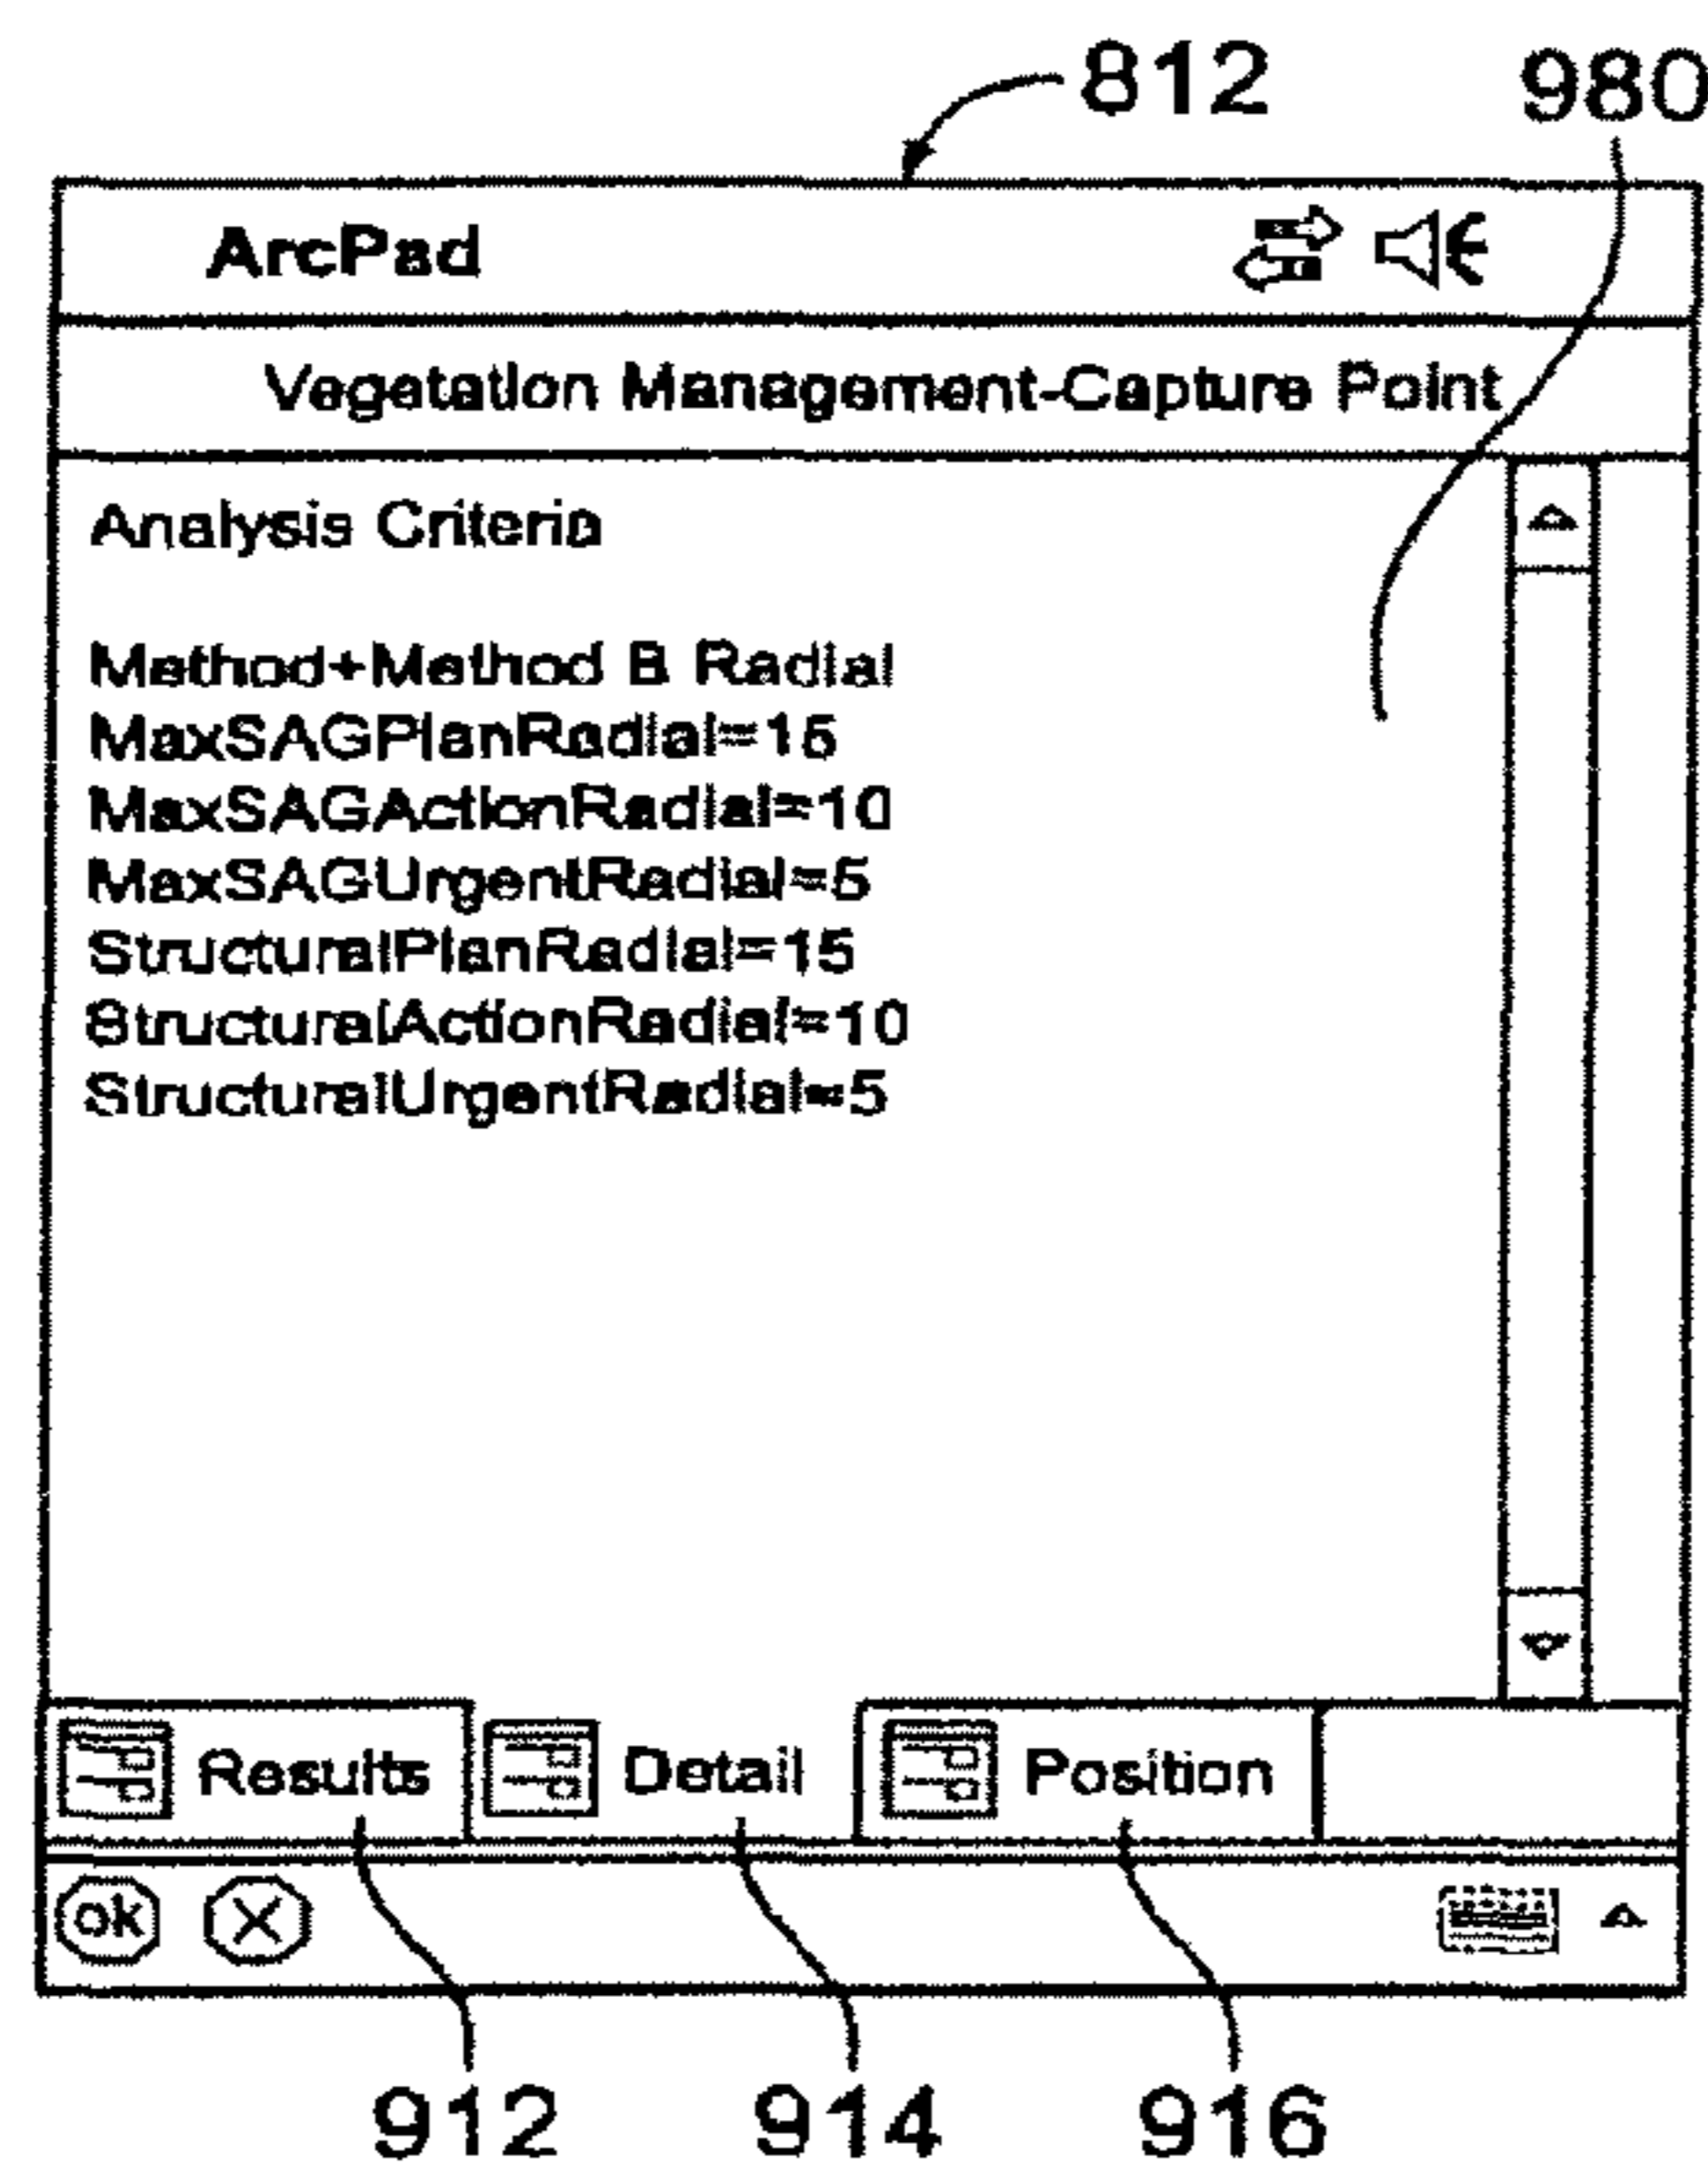 812 980
ArcPad
Vegetation Management-Capture Point
Analysis Criteria
Method+Method B Radial
MaxSAGPlanRadial=15
MaxSAGActionRadial=10
MaxSAGUrgentRadial=5
StructuralPlanRadial=15
StructuralActionRadial=10
StructuralUrgentRadial=5
Results Detail Position
ok
912 914 916